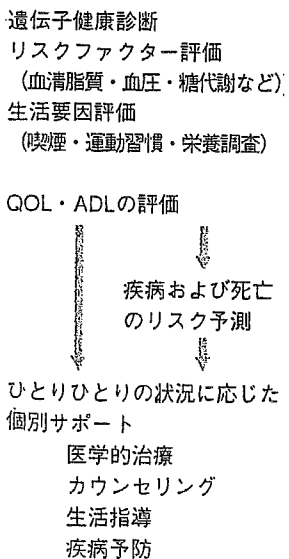 遺伝子健康診断
リスクファクター評価
（血清脂質・血圧・糖代謝など）
生活要因評価
（喫煙・運動習慣・栄養調査）
QOL・ADLの評価
疾病および死亡
のリスク予測
ひとりひとりの状況に応じた
個別サポート
医学的治療
カウンセリング
生活指導
疾病予防